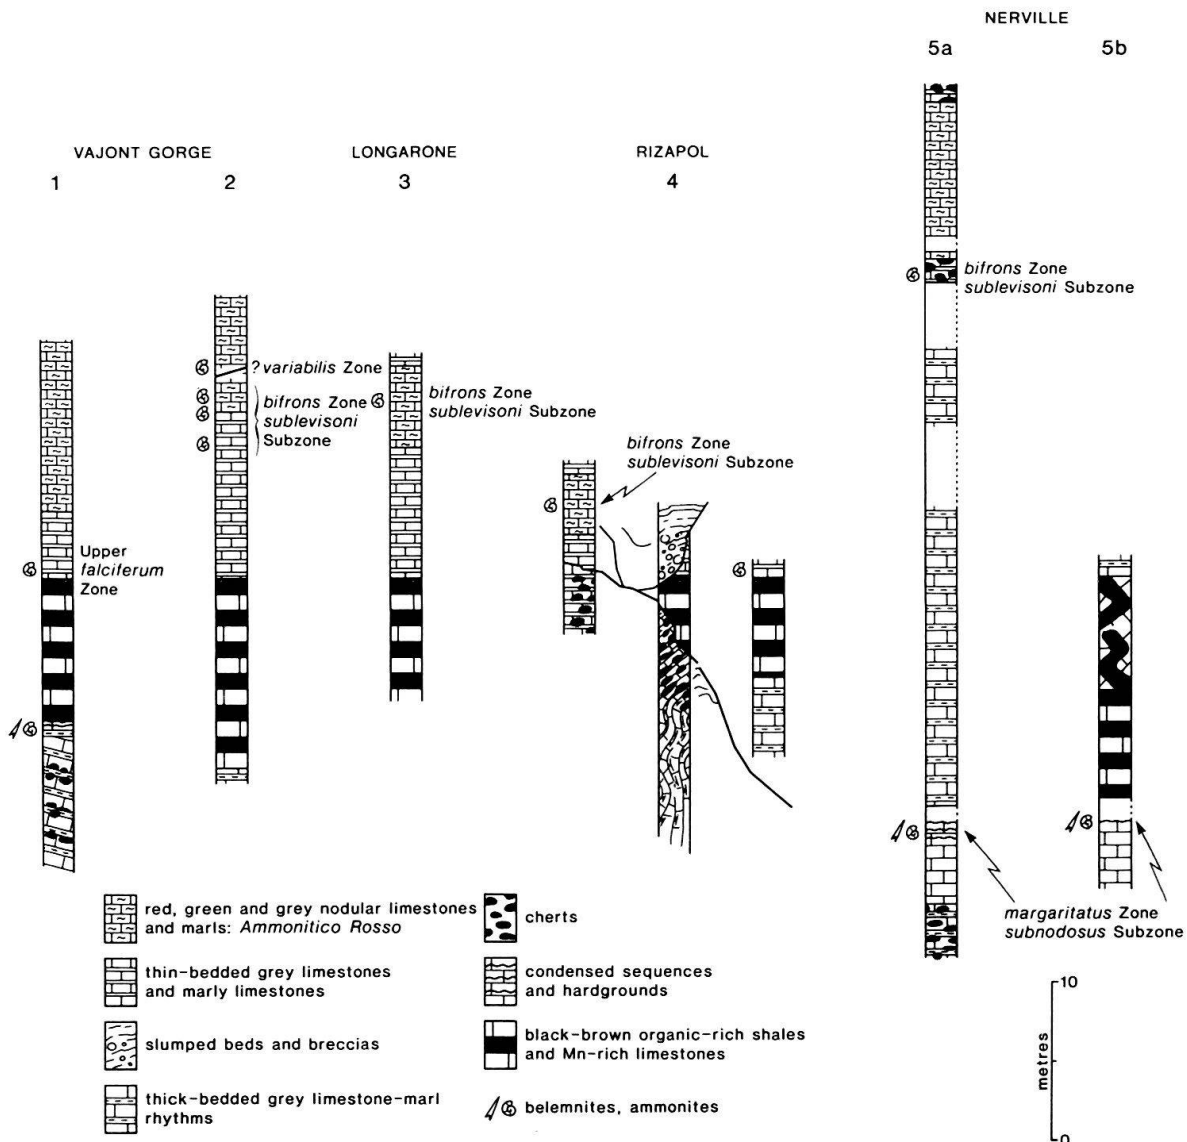 NERVILLE
5a
5b
VAJONT GORGE
LONGARONE
RIZAPOL
1
2
3
4
bifrons Zone
sublevisoni Subzone
? variabilis Zone
bifrons Zone
sublevisoni
Subzone
bifrons Zone
sublevisoni Subzone
bifrons Zone
sublevisoni Subzone
Upper
falciferum
Zone
margaritatus Zone
subnodosus Subzone
red, green and grey nodular limestones
and marls: Ammonitico Rosso
thin-bedded grey limestones
and marly limestones
slumped beds and breccias
thick-bedded grey limestone-marl
rhythms
cherts
condensed sequences
and hardgrounds
black-brown organic-rich shales
and Mn-rich limestones
belemnites, ammonites
10
metres
0